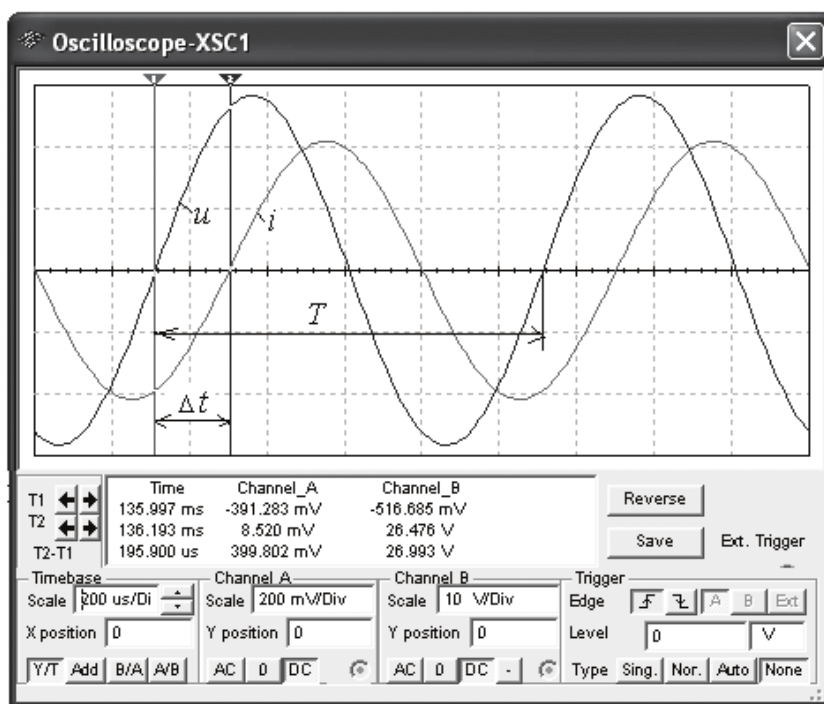 Oscilloscope-XSC1
1 2
u
i
T
Δt
Time Channel_A Channel_B
T1 135.997 ms -391.283 mV -516.685 mV
T2 136.193 ms 8.520 mV 26.476 V
T2-T1 195.900 us 399.802 mV 26.993 V
Reverse
Save
Ext. Trigger
Timebase Channel A Channel B Trigger
Scale 200 us/Di Scale 200 mV/Div Scale 10 V/Div Edge A B Ext
X position 0 Y position 0 Y position 0 Level 0 V
Y/T Add B/A A/B AC 0 DC AC 0 DC - Type Sing. Nor. Auto None